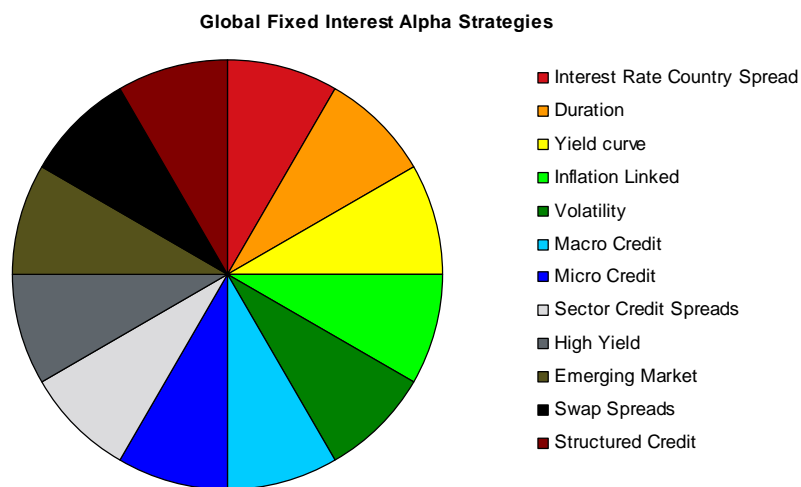 Global Fixed Interest Alpha Strategies
Interest Rate Country Spread
Duration
Yield curve
Inflation Linked
Volatility
Macro Credit
Micro Credit
Sector Credit Spreads
High Yield
Emerging Market
Swap Spreads
Structured Credit